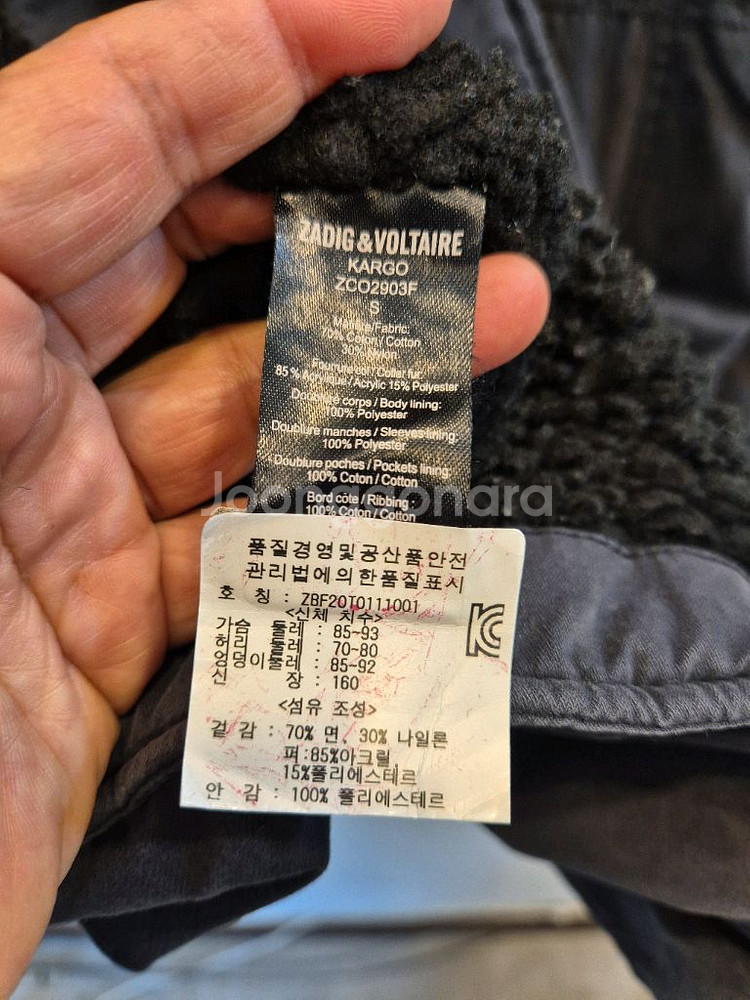 ZADIG & VOLTAIRE
KARGO
ZCO2903F
S
Matière/Fabric:
70% Coton / Cotton
30% Nylon
Fourrure col / Collar fur:
85 % Acrylique / Acrylic 15% Polyester
Doublure corps / Body lining:
100% Polyester
Doublure manches / Sleeves lining:
100% Polyester
Doublure poches / Pockets lining:
100% Coton / Cotton
Bord côte / Ribbing:
100% Coton / Cotton
Joongonara
품질경영및공산품안전
관리법에의한품질표시
호 칭 : ZBF20T0111001
<신체 치수>
가슴 둘레 : 85~93
허리 둘레 : 70~80
엉덩이둘레 : 85~92
신 장 : 160
<섬유 조성>
겉 감 : 70% 면, 30% 나일론
퍼:85%아크릴
15%폴리에스테르
안 감 : 100% 폴리에스테르
KC